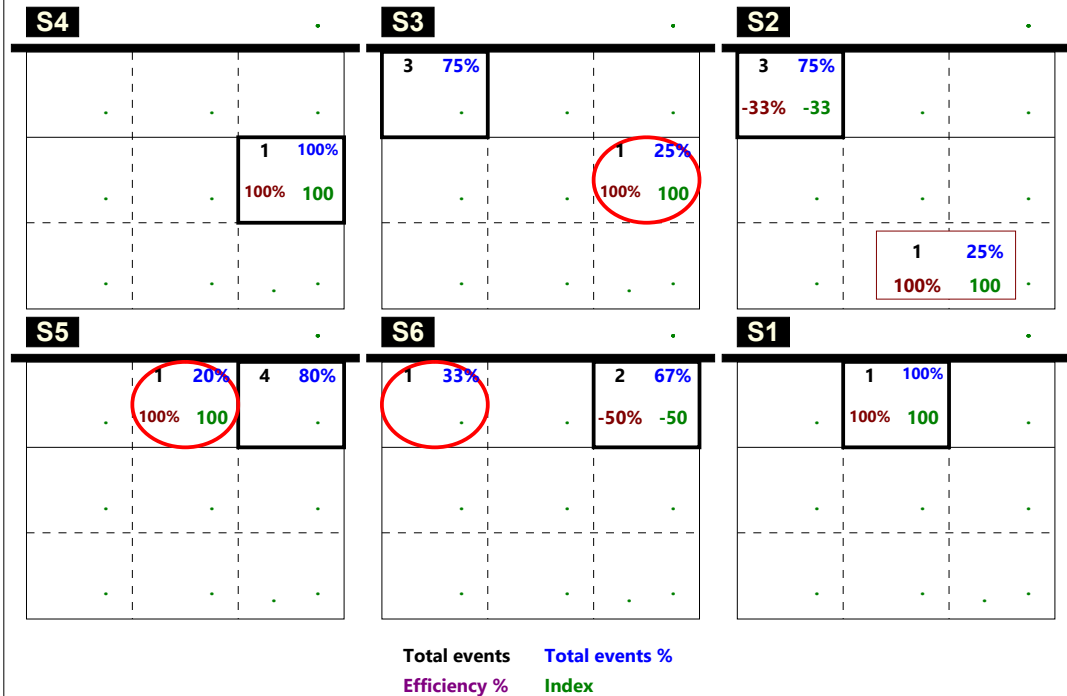 S4
S3
S2
3 75%
3 75%
-33% -33
1 100%
1 25%
100% 100
100% 100
1 25%
100% 100
S5
S6
S1
1 20%
4 80%
1 33%
2 67%
1 100%
100% 100
-50% -50
100% 100
Total events Total events %
Efficiency % Index